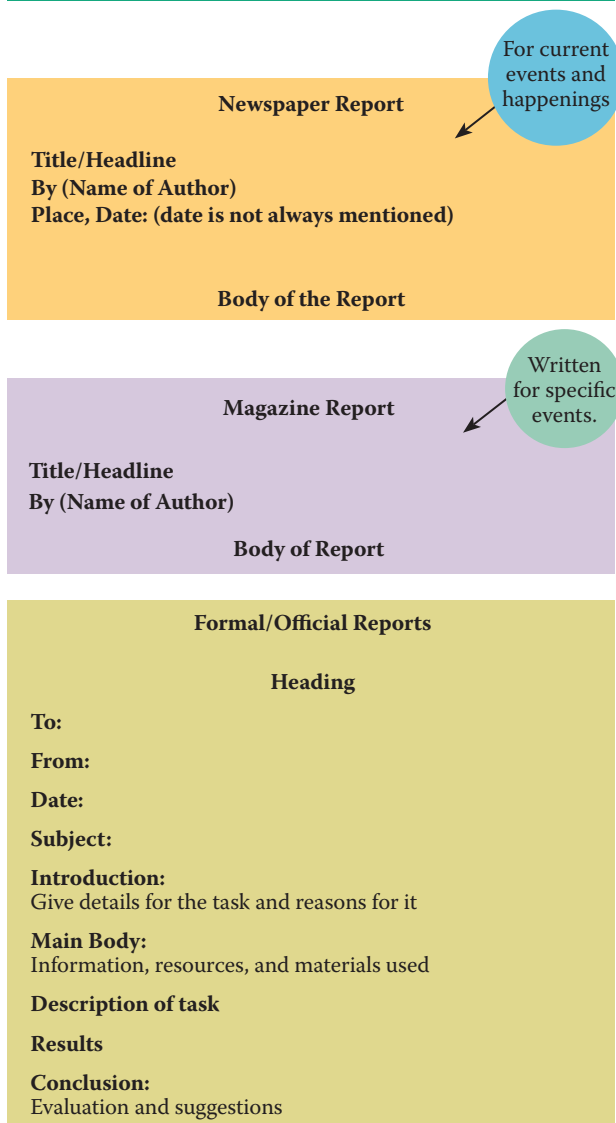 For current
events and
happenings
Newspaper Report
Title/Headline
By (Name of Author)
Place, Date: (date is not always mentioned)
Body of the Report
Written
for specific
events.
Magazine Report
Title/Headline
By (Name of Author)
Body of Report
Formal/Official Reports
Heading
To:
From:
Date:
Subject:
Introduction:
Give details for the task and reasons for it
Main Body:
Information, resources, and materials used
Description of task
Results
Conclusion:
Evaluation and suggestions